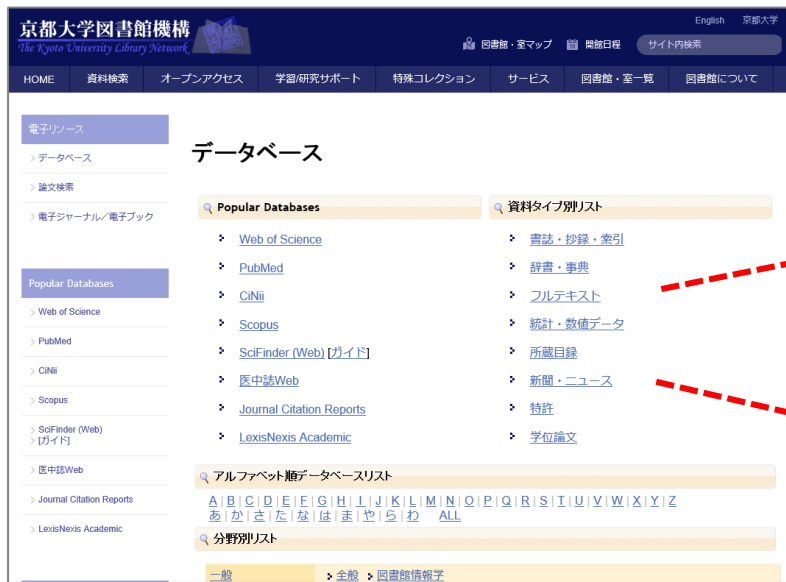 English 京都大学
京都大学図書館機構
The Kyoto University Library Network
図書館・室マップ 開館日程 サイト内検索
HOME 資料検索 オープンアクセス 学習/研究サポート 特殊コレクション サービス 図書館・室一覧 図書館について
電子リソース
> データベース
> 論文検索
> 電子ジャーナル／電子ブック
Popular Databases
> Web of Science
> PubMed
> CiNii
> Scopus
> SciFinder (Web)
> [ガイド]
> 医中誌Web
> Journal Citation Reports
> LexisNexis Academic
データベース
Popular Databases
Web of Science
PubMed
CiNii
Scopus
SciFinder (Web) [ガイド]
医中誌Web
Journal Citation Reports
LexisNexis Academic
資料タイプ別リスト
書誌・抄録・索引
辞書・事典
フルテキスト
統計・数値データ
所蔵目録
新聞・ニュース
特許
学位論文
アルファベット順データベースリスト
A | B | C | D | E | F | G | H | I | J | K | L | M | N | O | P | Q | R | S | T | U | V | W | X | Y | Z
あ | か | さ | た | な | は | ま | や | ら | わ ALL
分野別リスト
一般 全般 図書館情報学